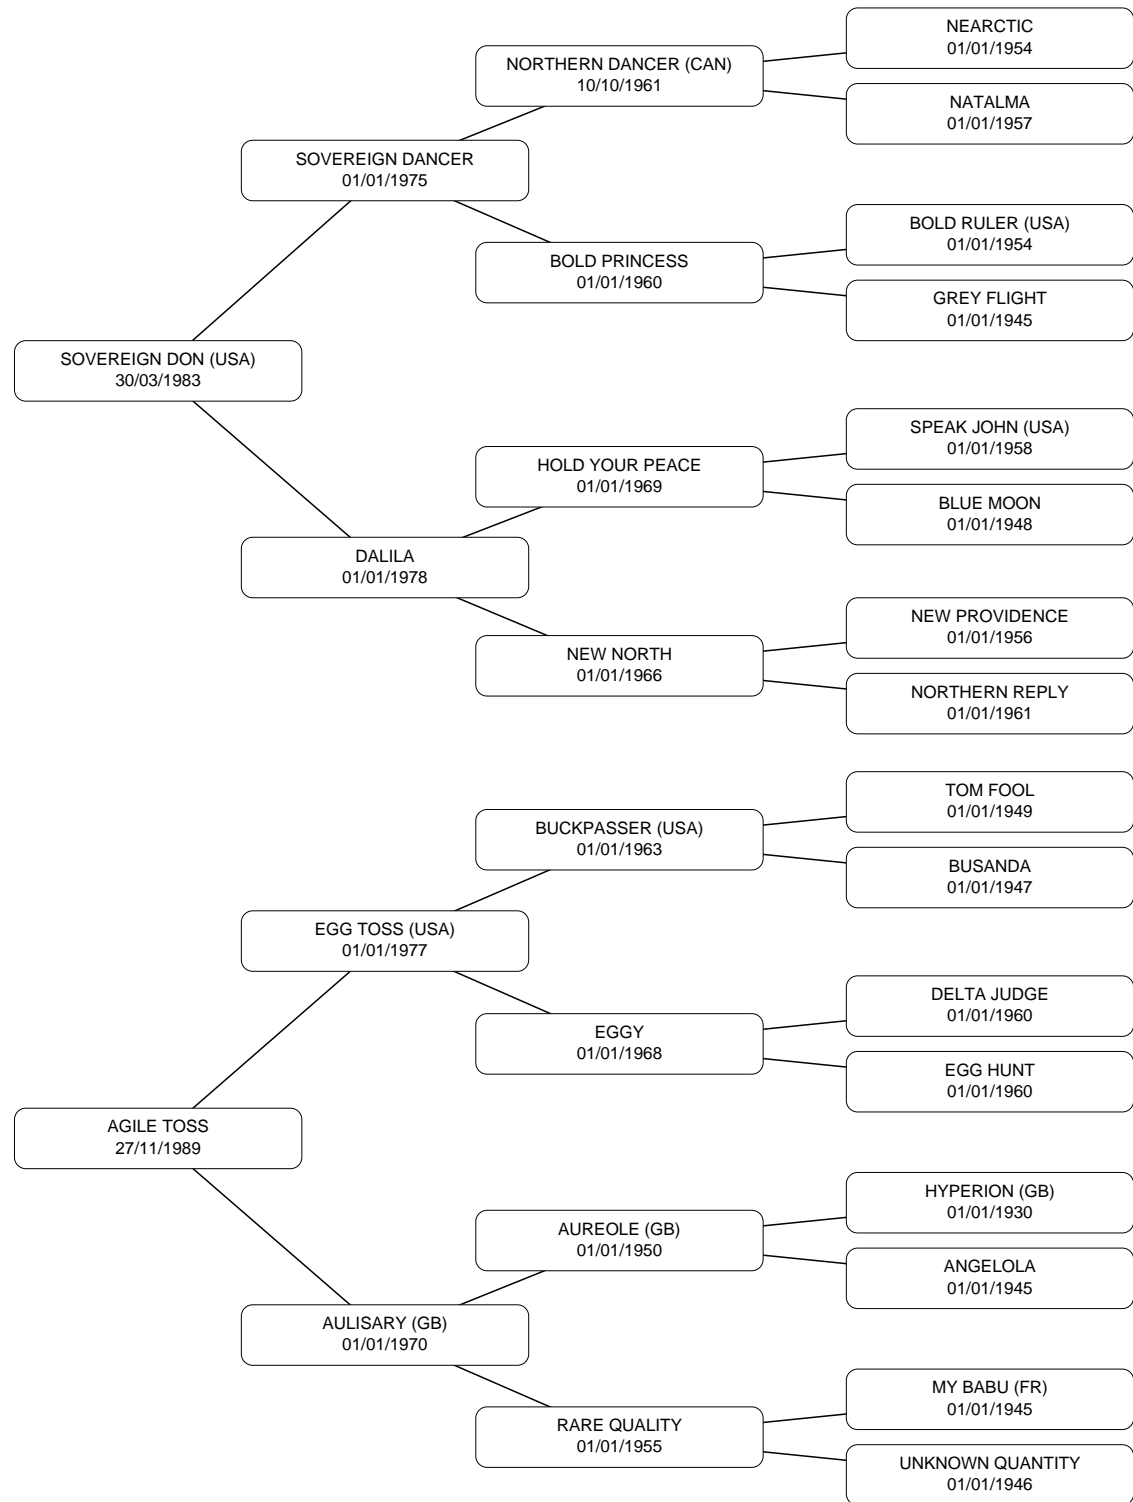 NEARCTIC
01/01/1954
NORTHERN DANCER (CAN)
10/10/1961
NATALMA
01/01/1957
SOVEREIGN DANCER
01/01/1975
BOLD RULER (USA)
01/01/1954
BOLD PRINCESS
01/01/1960
GREY FLIGHT
01/01/1945
SOVEREIGN DON (USA)
30/03/1983
SPEAK JOHN (USA)
01/01/1958
HOLD YOUR PEACE
01/01/1969
BLUE MOON
01/01/1948
DALILA
01/01/1978
NEW PROVIDENCE
01/01/1956
NEW NORTH
01/01/1966
NORTHERN REPLY
01/01/1961
TOM FOOL
01/01/1949
BUCKPASSER (USA)
01/01/1963
BUSANDA
01/01/1947
EGG TOSS (USA)
01/01/1977
DELTA JUDGE
01/01/1960
EGGY
01/01/1968
EGG HUNT
01/01/1960
AGILE TOSS
27/11/1989
HYPERION (GB)
01/01/1930
AUREOLE (GB)
01/01/1950
ANGELOLA
01/01/1945
AULISARY (GB)
01/01/1970
MY BABU (FR)
01/01/1945
RARE QUALITY
01/01/1955
UNKNOWN QUANTITY
01/01/1946